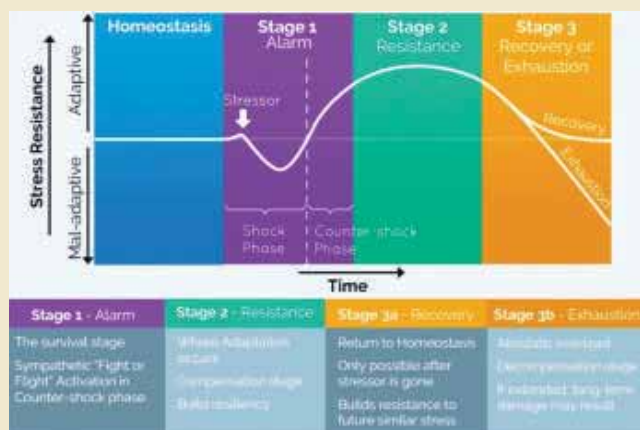 Homeostasis
Stage 1
Alarm
Stage 2
Resistance
Stage 3
Recovery or
Exhaustion
Stress Resistance
Adaptive
Mal-adaptive
Stressor
Recovery
Exhaustion
Shock
Phase
Counter-shock
Phase
Time
Stage 1 - Alarm
The survival stage
Sympathetic "Fight or
Flight" Activation in
Counter-shock phase
Stage 2 - Resistance
Where Adaptation
occurs
Compensation stage
Build resiliency
Stage 3a - Recovery
Return to Homeostasis
Only possible after
stressor is gone
Builds resistance to
future similar stress
Stage 3b - Exhaustion
overload
Decompensation stage
If extended, long-term
damage may result